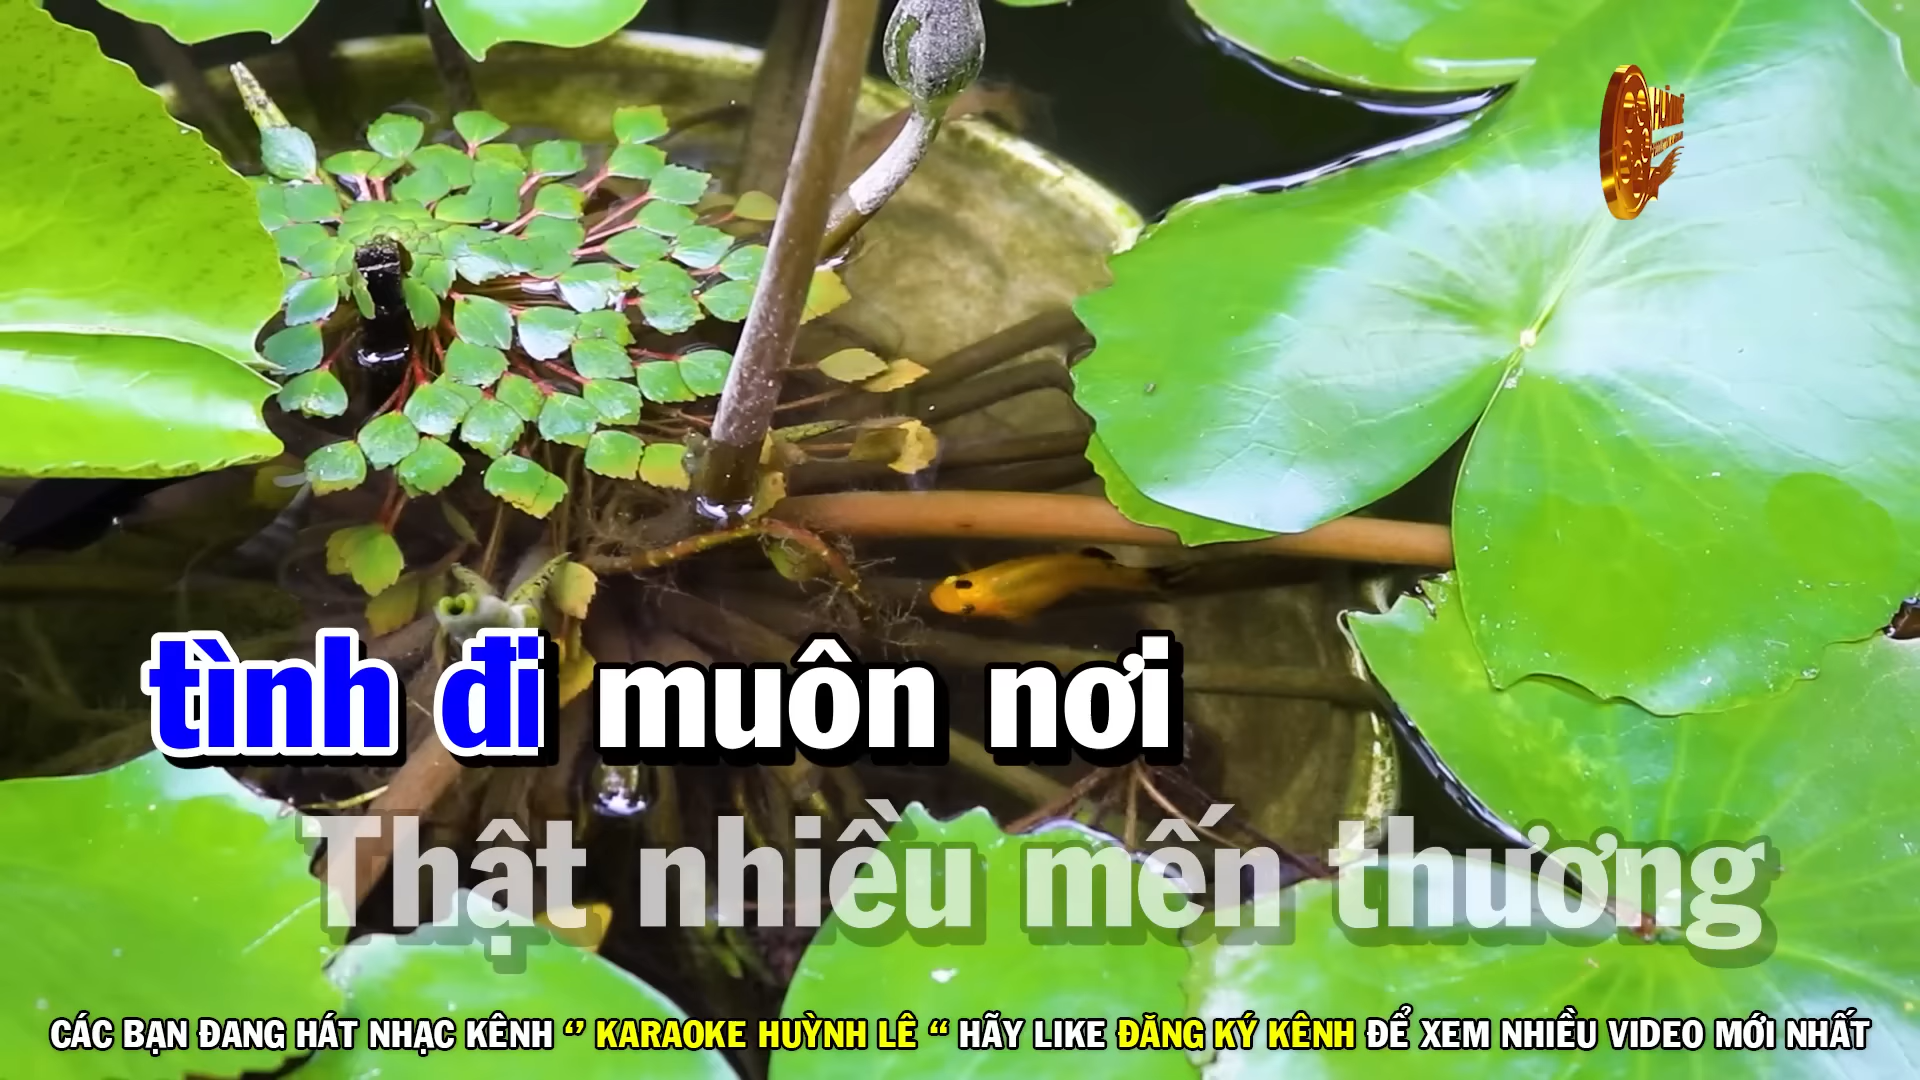 tình đi muôn nơi
Thật nhiều mến thương
CÁC BẠN ĐANG HÁT NHẠC KÊNH “ KARAOKE HUỲNH LÊ “ HÃY LIKE ĐĂNG KÝ KÊNH ĐỂ XEM NHIỀU VIDEO MỚI NHẤT